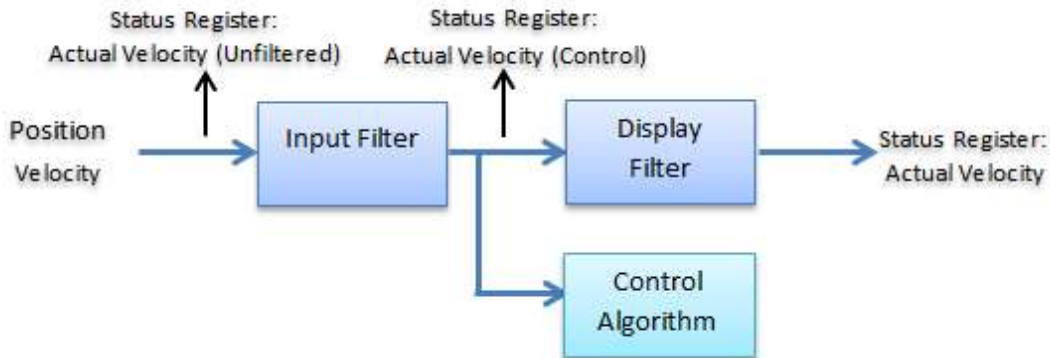 Status Register:
Actual Velocity (Unfiltered)
Status Register:
Actual Velocity (Control)
Position
Velocity
Input Filter
Display
Filter
Status Register:
Actual Velocity
Control
Algorithm